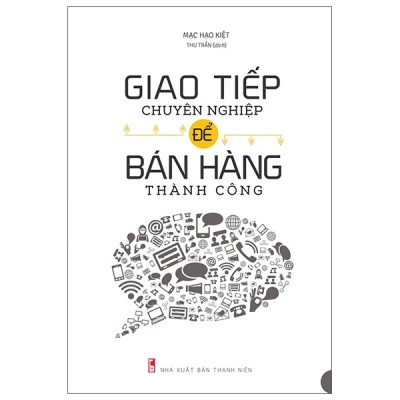 MẠC HẠO KIỆT
THU TRẦN (dịch)
GIAO TIẾP
CHUYÊN NGHIỆP
ĐỂ
BÁN HÀNG
THÀNH CÔNG
NHÀ XUẤT BẢN THANH NIÊN